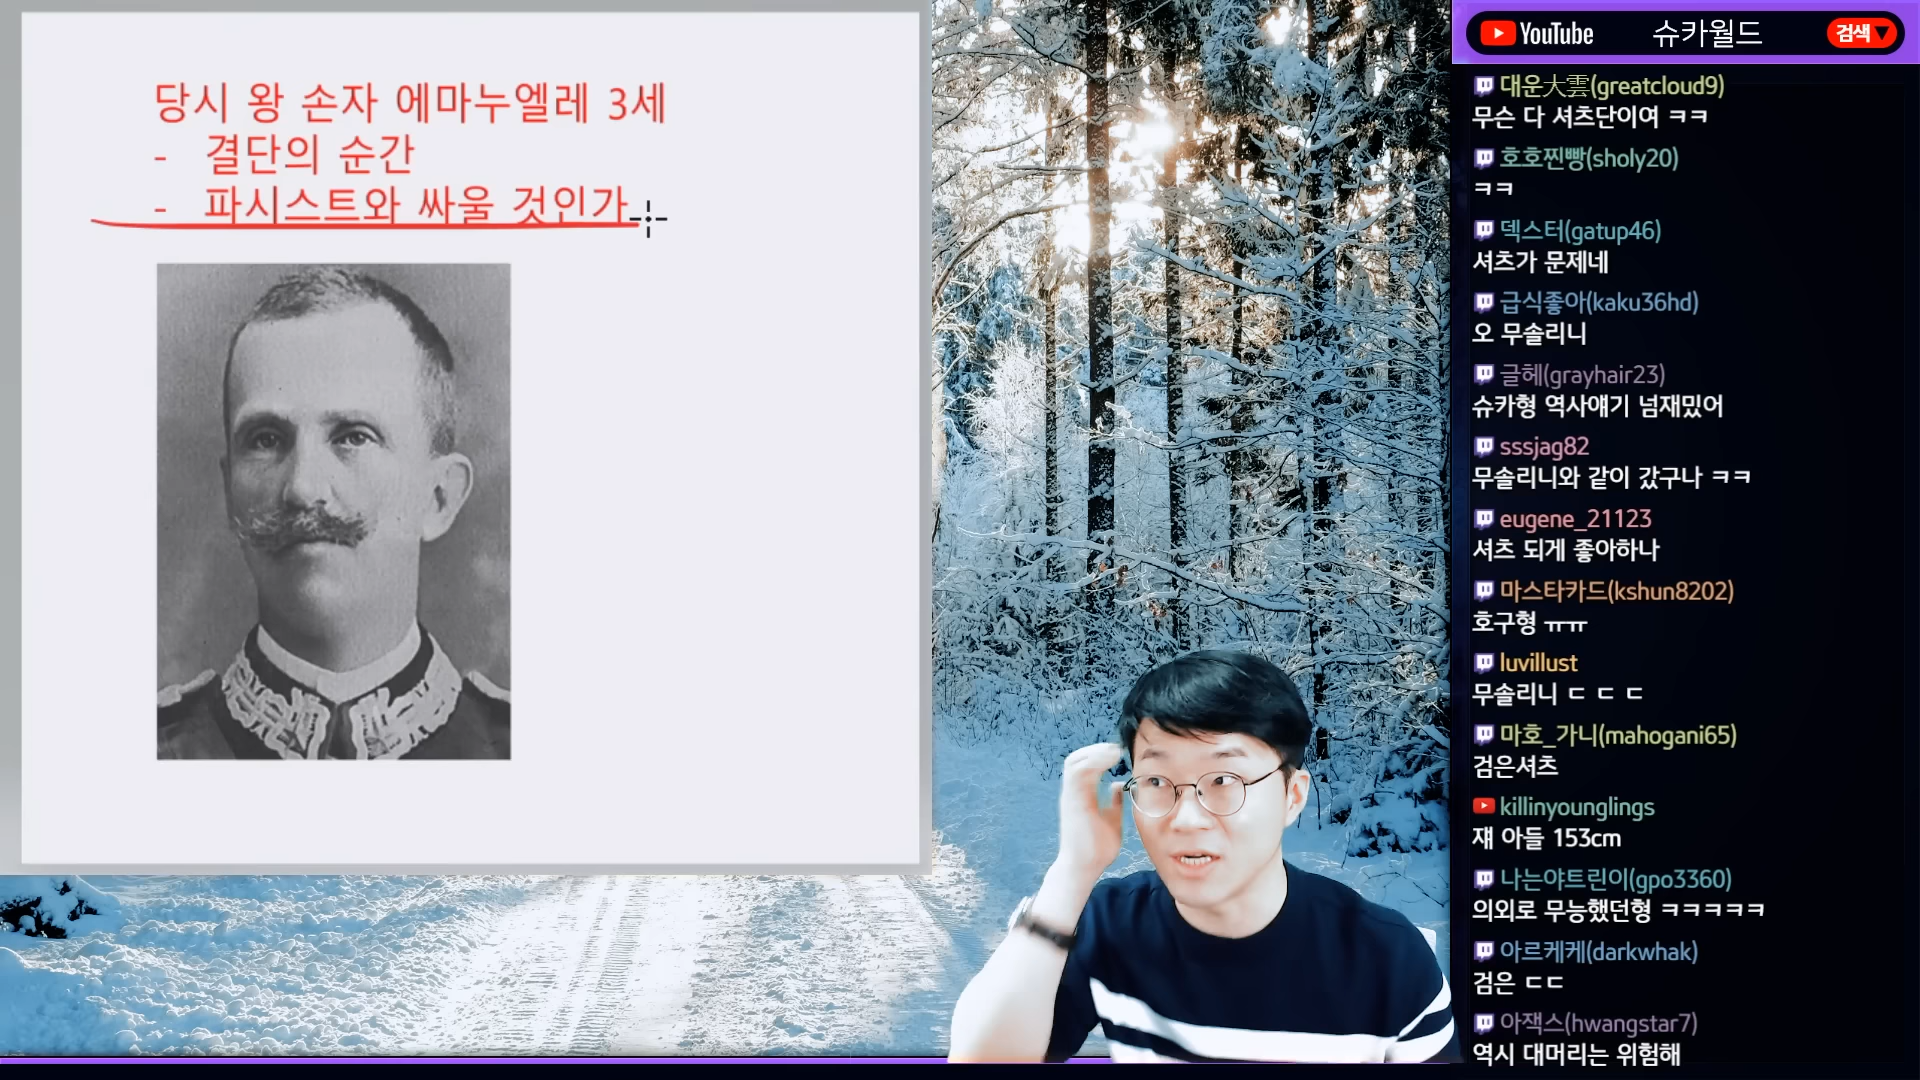 당시 왕 손자 에마누엘레 3세
- 결단의 순간
- 파시스트와 싸울 것인가
YouTube 슈카월드 검색
대운大雲(greatcloud9)
무슨 다 셔츠단이여 ㅋㅋ
호호찐빵(sholy20)
ㅋㅋ
덱스터(gatup46)
셔츠가 문제네
급식좋아(kaku36hd)
오 무솔리니
글헤(grayhair23)
슈카형 역사얘기 넘재밌어
sssjag82
무솔리니와 같이 갔구나 ㅋㅋ
eugene_21123
셔츠 되게 좋아하나
마스타카드(kshun8202)
호구형 ㅠㅠ
luvillust
무솔리니 ㄷ ㄷ ㄷ
마호_가니(mahogani65)
검은셔츠
killinyounglings
쟤 아들 153cm
나는야트린이(gpo3360)
의외로 무능했던형 ㅋㅋㅋㅋㅋ
아르케케(darkwhak)
검은 ㄷㄷ
아잭스(hwangstar7)
역시 대머리는 위험해